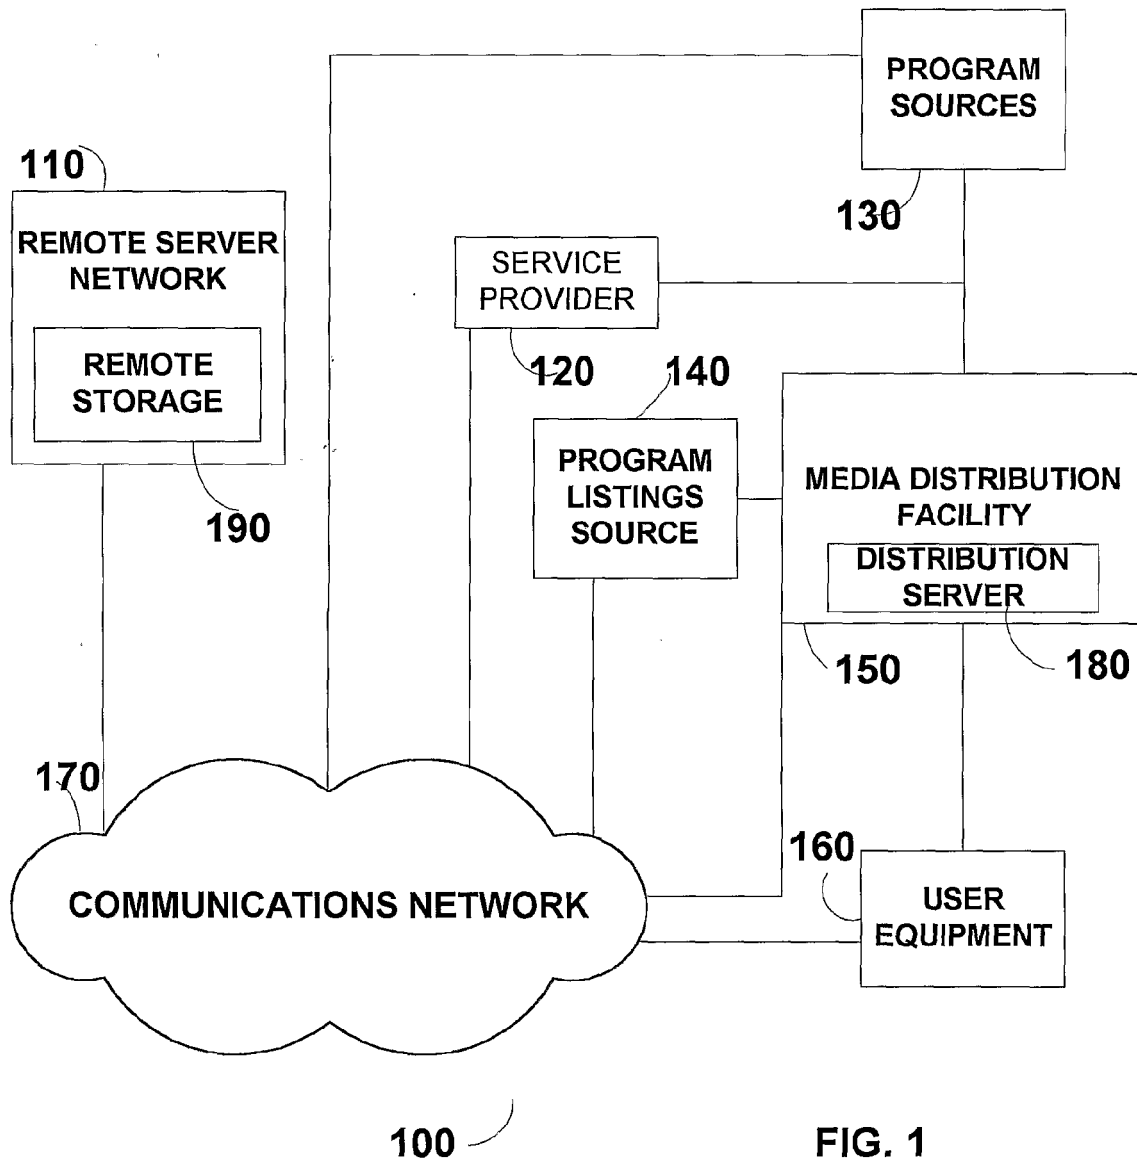 PROGRAM
SOURCES
130
110
REMOTE SERVER
NETWORK
REMOTE
STORAGE
190
SERVICE
PROVIDER
120
140
PROGRAM
LISTINGS
SOURCE
MEDIA DISTRIBUTION
FACILITY
DISTRIBUTION
SERVER
150
180
170
COMMUNICATIONS NETWORK
160
USER
EQUIPMENT
100
FIG. 1